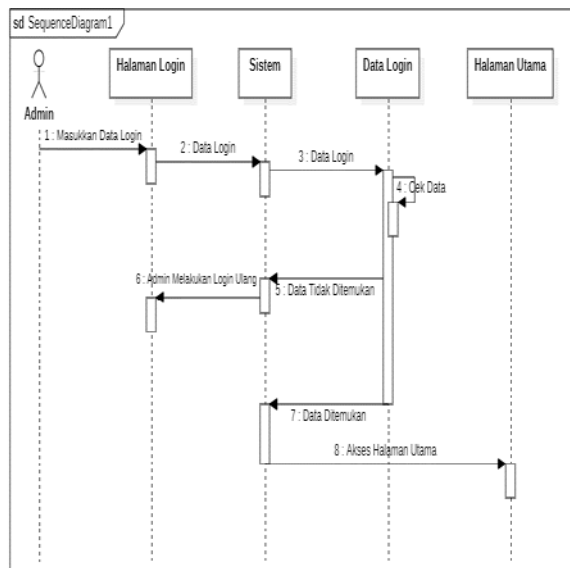 sd SequenceDiagram1
Halaman Login
Sistem
Data Login
Halaman Utama
Admin
1 : Masukkan Data Login
2 : Data Login
3 : Data Login
4 : Cek Data
6 : Admin Melakukan Login Ulang
5 : Data Tidak Ditemukan
7 : Data Ditemukan
8 : Akses Halaman Utama